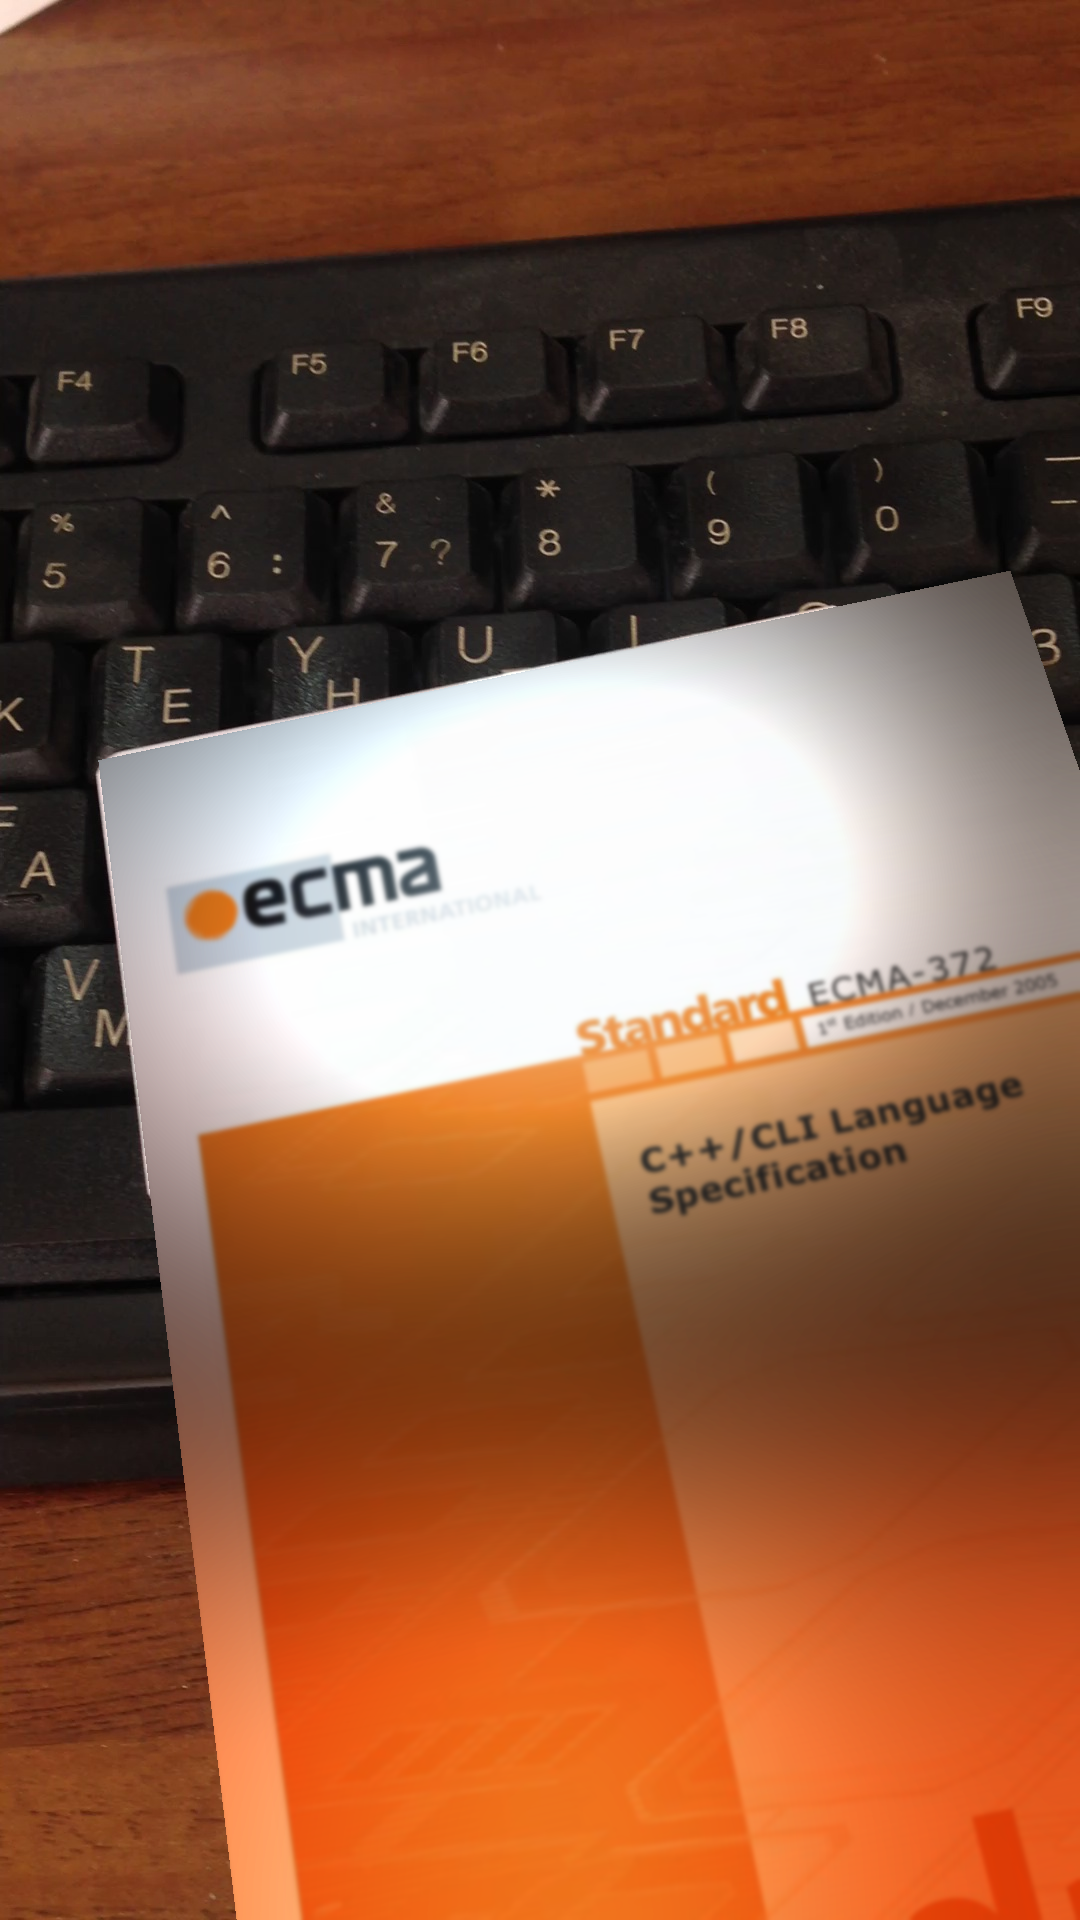 F4 F5 F6 F7 F8 F9
% ^ & * ( )
5 6 : 7 ? 8 9 0
T Y U
K E H
A
V
M
ecma
INTERNATIONAL
Standard ECMA-372
1st Edition / December 2005
C++/CLI Language
Specification